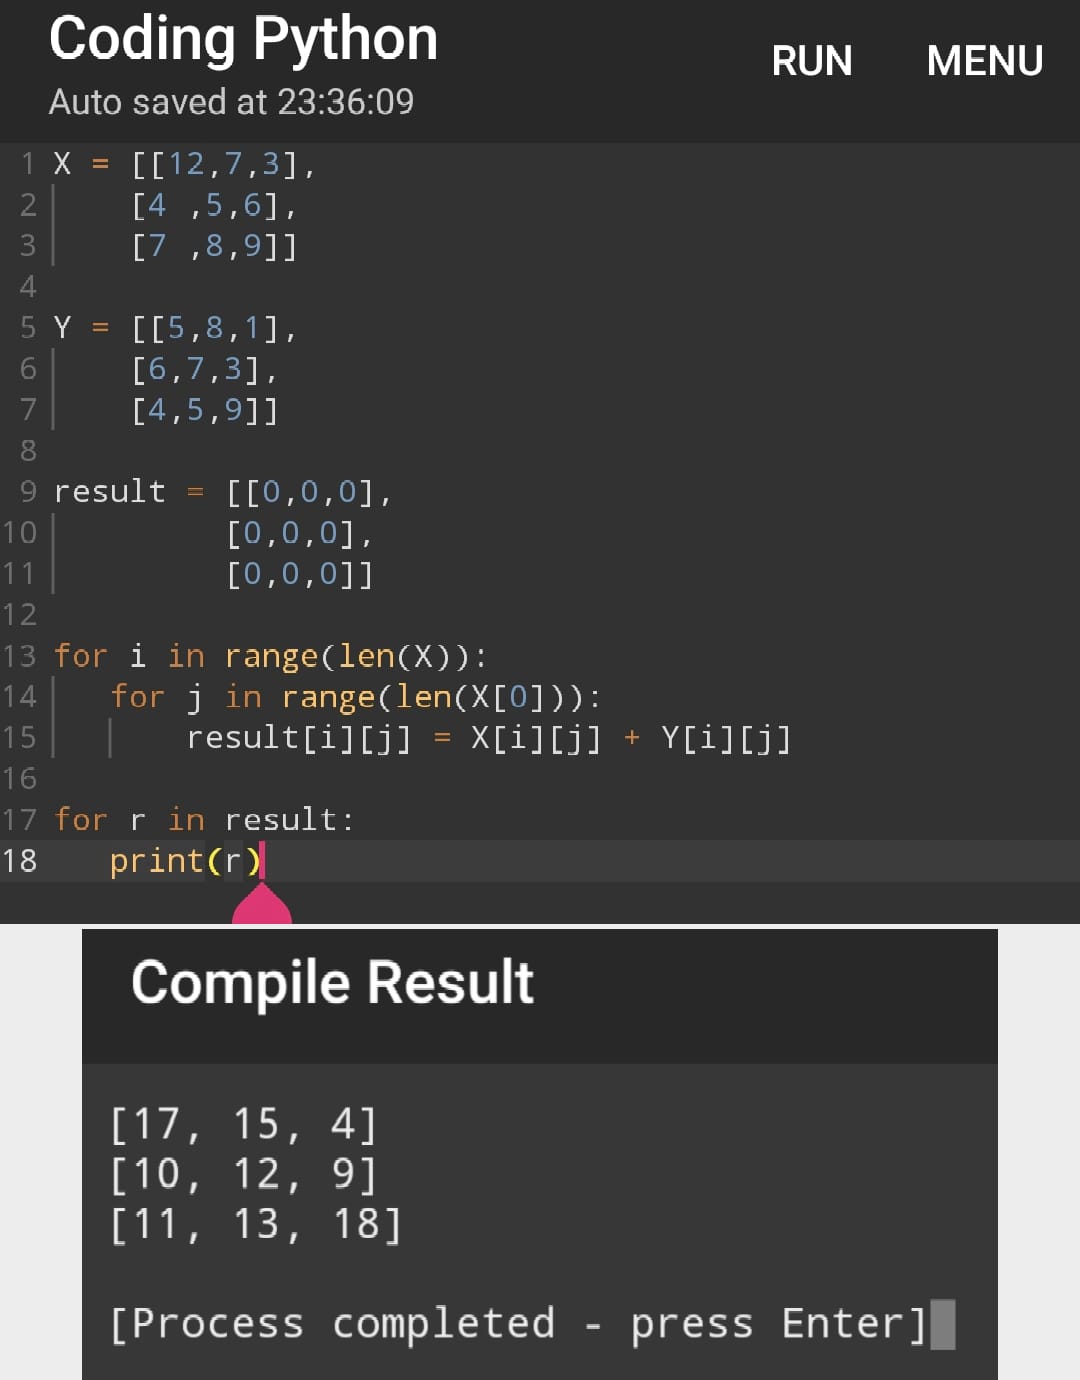 Coding Python
RUN MENU
Auto saved at 23:36:09
1 X = [[12,7,3],
2     [4 ,5,6],
3     [7 ,8,9]]
4
5 Y = [[5,8,1],
6     [6,7,3],
7     [4,5,9]]
8
9 result = [[0,0,0],
10          [0,0,0],
11          [0,0,0]]
12
13 for i in range(len(X)):
14    for j in range(len(X[0])):
15        result[i][j] = X[i][j] + Y[i][j]
16
17 for r in result:
18    print(r)
Compile Result
[17, 15, 4]
[10, 12, 9]
[11, 13, 18]
[Process completed - press Enter]